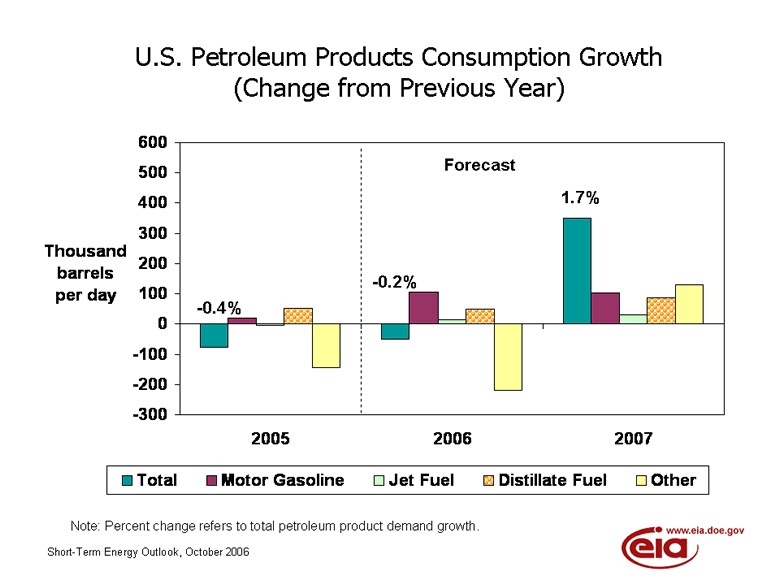 U.S. Petroleum Products Consumption Growth
(Change from Previous Year)
600
500
400
300
200
100
0
-100
-200
-300
Thousand
barrels
per day
Forecast
-0.4%
-0.2%
1.7%
2005
2006
2007
Total
Motor Gasoline
Jet Fuel
Distillate Fuel
Other
Note: Percent change refers to total petroleum product demand growth.
Short-Term Energy Outlook, October 2006
www.eia.doe.gov
eia